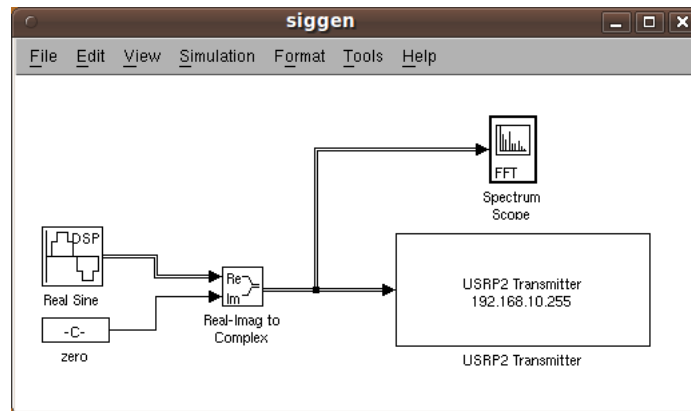 siggen
File Edit View Simulation Format Tools Help
FFT
Spectrum
Scope
DSP
Real Sine
-C-
zero
Re
Im
Real-Imag to
Complex
USRP2 Transmitter
192.168.10.255
USRP2 Transmitter